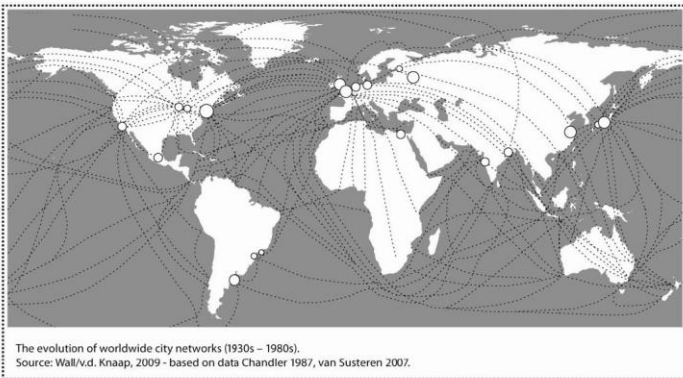 The evolution of worldwide city networks (1930s – 1980s).
Source: Wall/v.d. Knaap, 2009 - based on data Chandler 1987, van Susteren 2007.